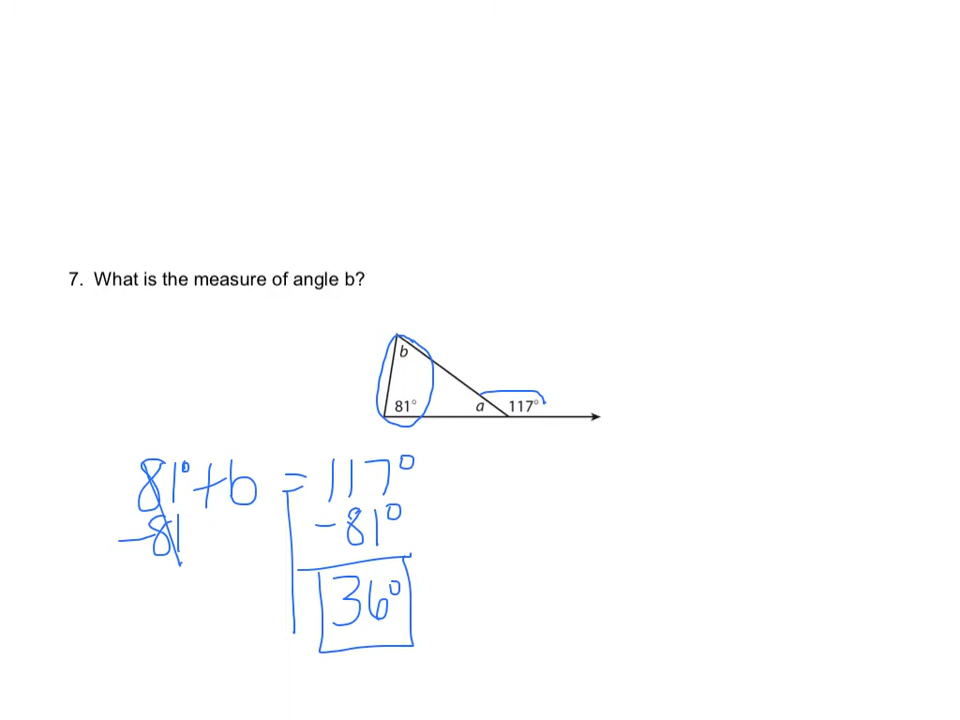 7. What is the measure of angle b?
b
81°
a
117°
81°+b = 117°
-81
-81°
36°